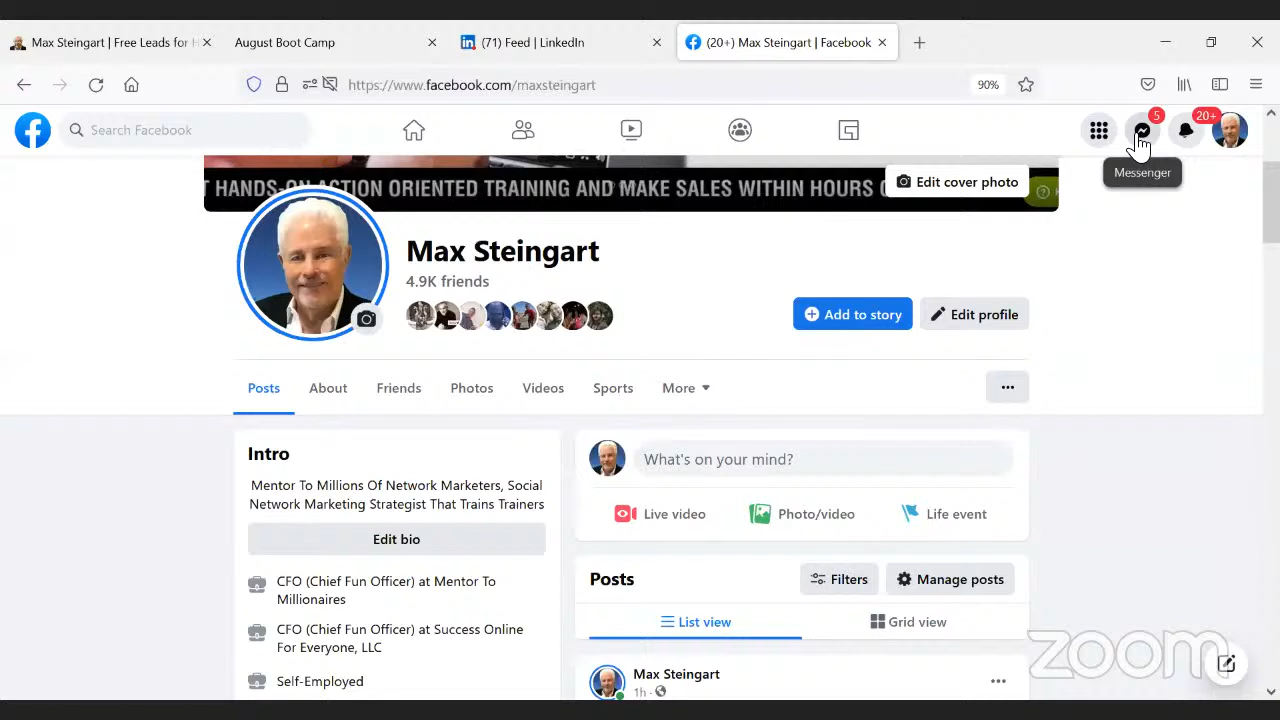 Max Steingart | Free Leads for
August Boot Camp
(71) Feed | LinkedIn
(20+) Max Steingart | Facebook
https://www.facebook.com/maxsteingart
90%
Search Facebook
5
20+
Messenger
T HANDS-ON ACTION ORIENTED TRAINING AND MAKE SALES WITHIN HOURS
Edit cover photo
Max Steingart
4.9K friends
Add to story
Edit profile
Posts
About
Friends
Photos
Videos
Sports
More
Intro
Mentor To Millions Of Network Marketers, Social
Network Marketing Strategist That Trains Trainers
Edit bio
CFO (Chief Fun Officer) at Mentor To
Millionaires
CFO (Chief Fun Officer) at Success Online
For Everyone, LLC
Self-Employed
What's on your mind?
Live video
Photo/video
Life event
Posts
Filters
Manage posts
List view
Grid view
Max Steingart
1h ·
zoom